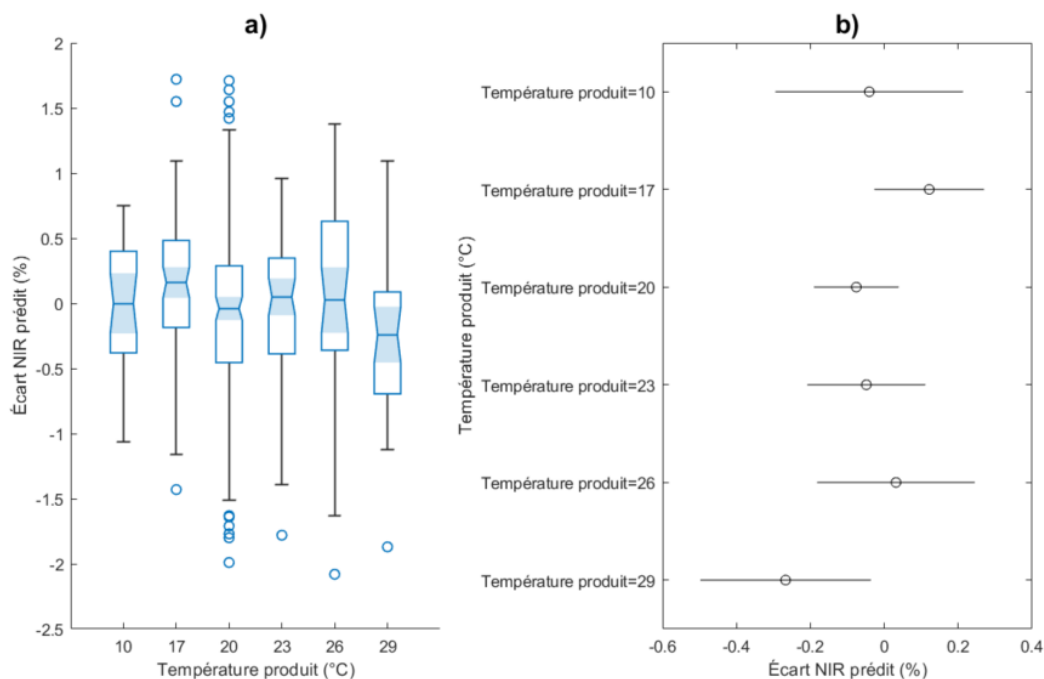 a)
2
1.5
1
0.5
0
-0.5
-1
-1.5
-2
-2.5
Écart NIR prédit (%)
10 17 20 23 26 29
Température produit (°C)
b)
Température produit=10
Température produit=17
Température produit=20
Température produit=23
Température produit=26
Température produit=29
Température produit (°C)
-0.6 -0.4 -0.2 0 0.2 0.4
Écart NIR prédit (%)